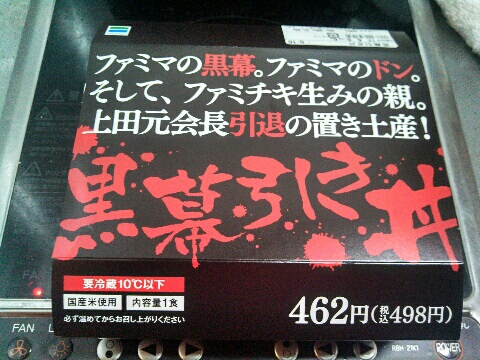 ファミマの黒幕。ファミマのドン。
そして、ファミチキ生みの親。
上田元会長引退の置き土産！
黒幕引き丼
要冷蔵10℃以下
国産米使用 内容量1食
必ず温めてからお召し上がりください
462円(税込498円)
FAN
POWER